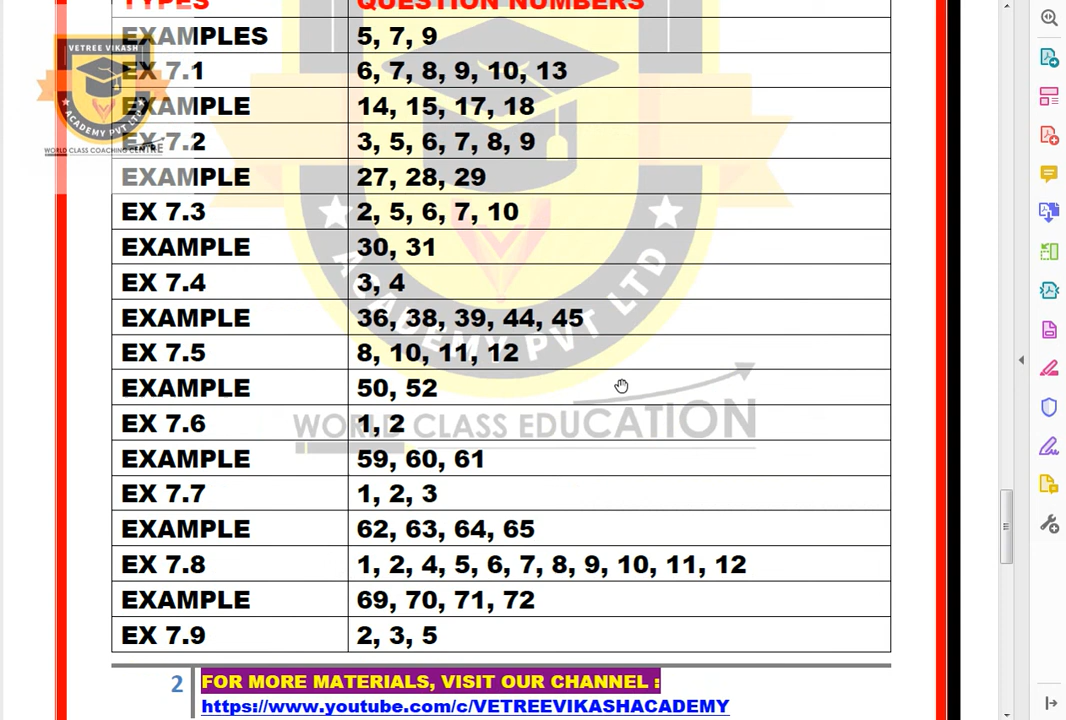 TYPES QUESTION NUMBERS
EXAMPLES 5, 7, 9
EX 7.1 6, 7, 8, 9, 10, 13
EXAMPLE 14, 15, 17, 18
EX 7.2 3, 5, 6, 7, 8, 9
EXAMPLE 27, 28, 29
EX 7.3 2, 5, 6, 7, 10
EXAMPLE 30, 31
EX 7.4 3, 4
EXAMPLE 36, 38, 39, 44, 45
EX 7.5 8, 10, 11, 12
EXAMPLE 50, 52
EX 7.6 1, 2
EXAMPLE 59, 60, 61
EX 7.7 1, 2, 3
EXAMPLE 62, 63, 64, 65
EX 7.8 1, 2, 4, 5, 6, 7, 8, 9, 10, 11, 12
EXAMPLE 69, 70, 71, 72
EX 7.9 2, 3, 5
2 FOR MORE MATERIALS, VISIT OUR CHANNEL :
https://www.youtube.com/c/VETREEVIKASHACADEMY
VETREE VIKASH
ACADEMY PVT LTD
WORLD CLASS COACHING CENTRE
ACADEMY PVT LTD
WORLD CLASS EDUCATION